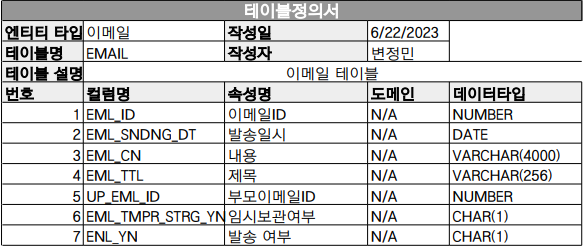 테이블정의서
엔티티 타입 이메일 작성일 6/22/2023
테이블명 EMAIL 작성자 변정민
테이블 설명 이메일 테이블
번호 컬럼명 속성명 도메인 데이터타입
1 EML_ID 이메일ID N/A NUMBER
2 EML_SNDNG_DT 발송일시 N/A DATE
3 EML_CN 내용 N/A VARCHAR(4000)
4 EML_TTL 제목 N/A VARCHAR(256)
5 UP_EML_ID 부모이메일ID N/A NUMBER
6 EML_TMPR_STRG_YN 임시보관여부 N/A CHAR(1)
7 ENL_YN 발송 여부 N/A CHAR(1)